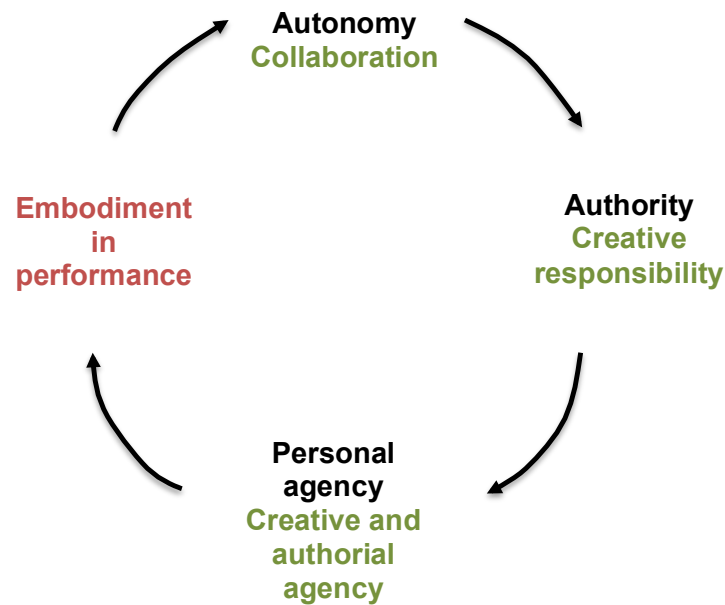 Autonomy
Collaboration
Authority
Creative
responsibility
Personal
agency
Creative and
authorial
agency
Embodiment
in
performance